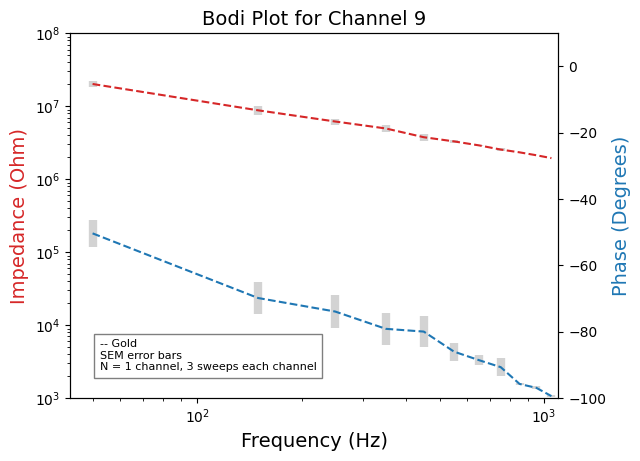 Bodi Plot for Channel 9
Impedance (Ohm)
10^8
10^7
10^6
10^5
10^4
10^3
-- Gold
SEM error bars
N = 1 channel, 3 sweeps each channel
0
−20
−40
−60
−80
−100
Phase (Degrees)
10^2
10^3
Frequency (Hz)